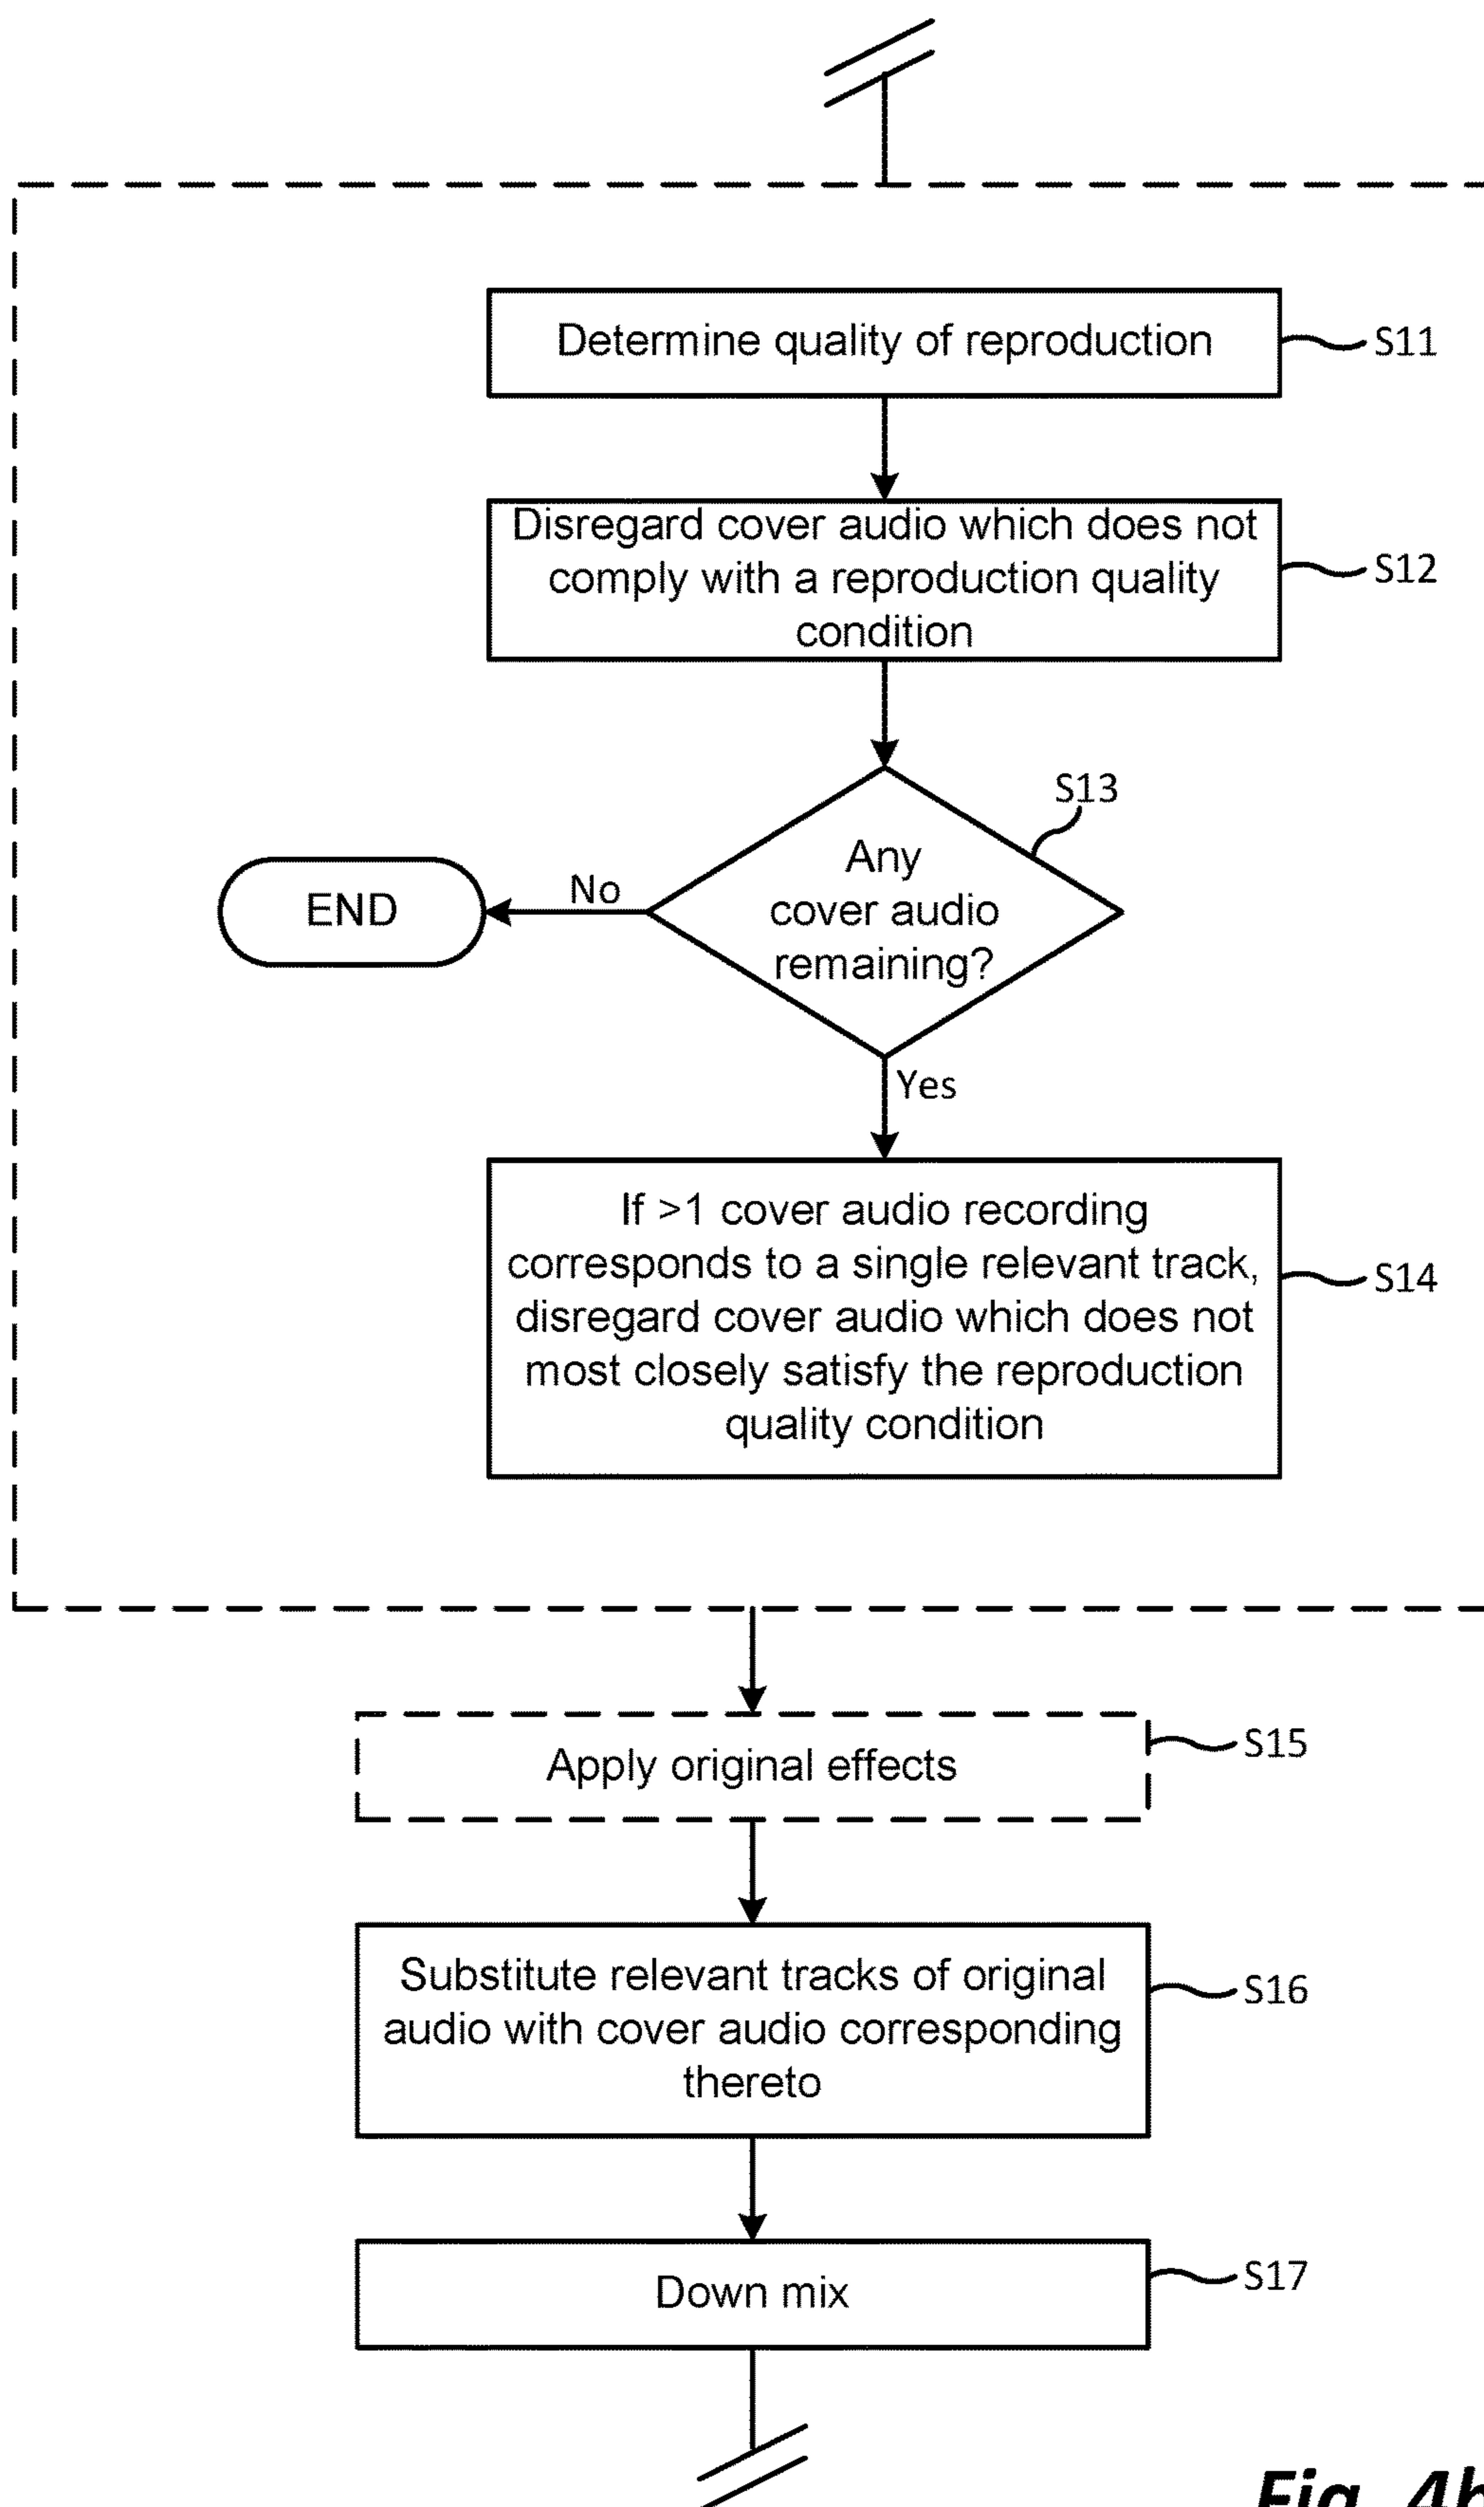 Determine quality of reproduction
S11
Disregard cover audio which does not
comply with a reproduction quality
condition
S12
S13
Any
cover audio
remaining?
No
END
Yes
If >1 cover audio recording
corresponds to a single relevant track,
disregard cover audio which does not
most closely satisfy the reproduction
quality condition
S14
Apply original effects
S15
Substitute relevant tracks of original
audio with cover audio corresponding
thereto
S16
Down mix
S17
Fig. 4b